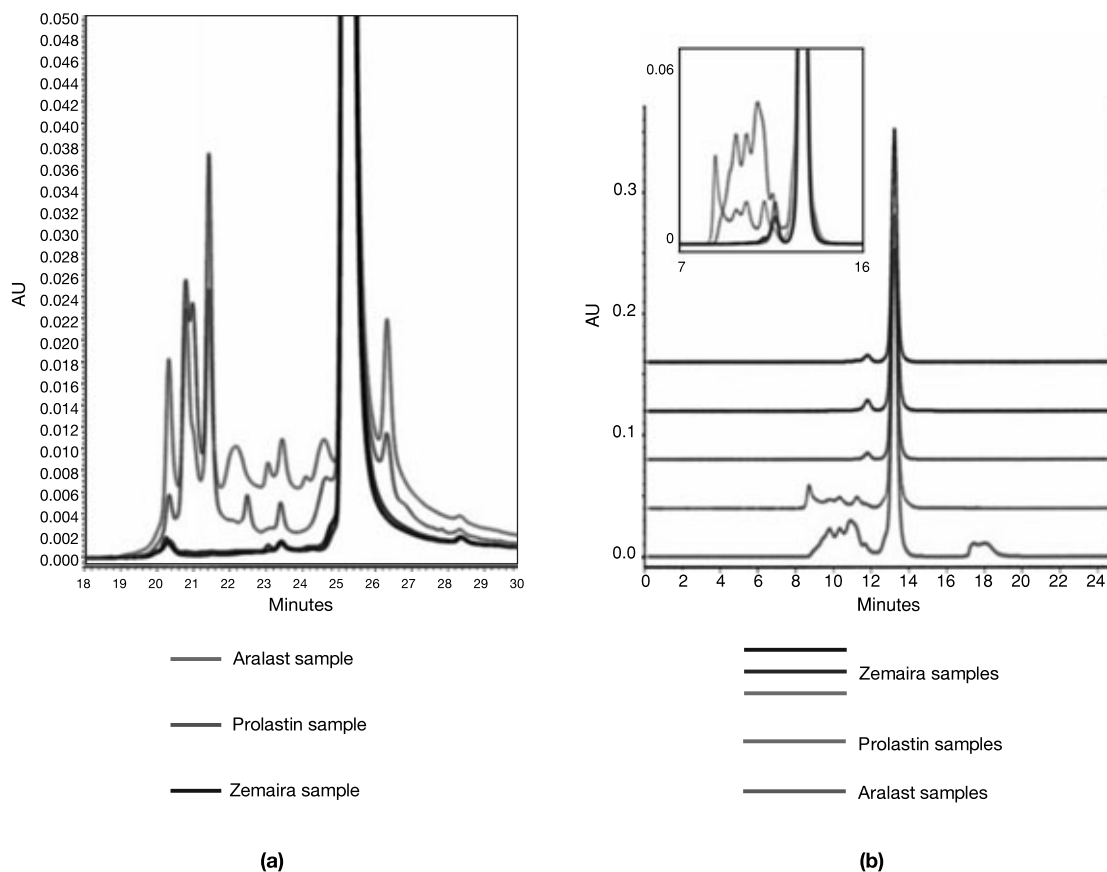 0.050
0.048
0.046
0.044
0.042
0.040
0.038
0.036
0.034
0.032
0.030
0.028
0.026
0.024
0.022
0.020
0.018
0.016
0.014
0.012
0.010
0.008
0.006
0.004
0.002
0.000
AU
18 19 20 21 22 23 24 25 26 27 28 29 30
Minutes
Aralast sample
Prolastin sample
Zemaira sample
(a)
0.06
0
7 16
0.3
0.2
0.1
0.0
AU
0 2 4 6 8 10 12 14 16 18 20 22 24
Minutes
Zemaira samples
Prolastin samples
Aralast samples
(b)